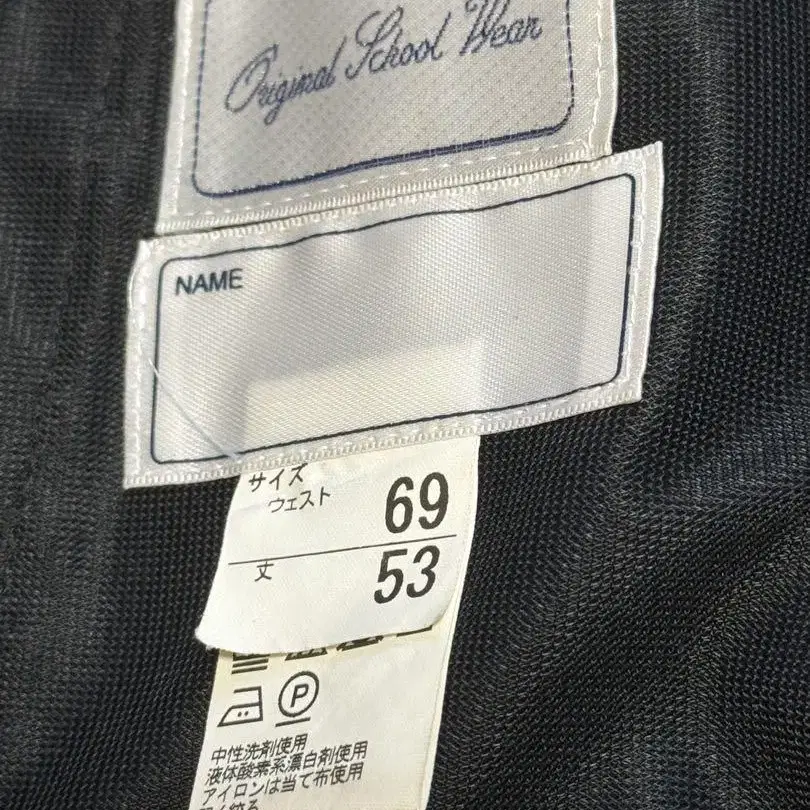 Original School Wear
NAME
サイズ
ウェスト 69
丈 53
P
中性洗剤使用
液体酸素系漂白剤使用
アイロンは当て布使用